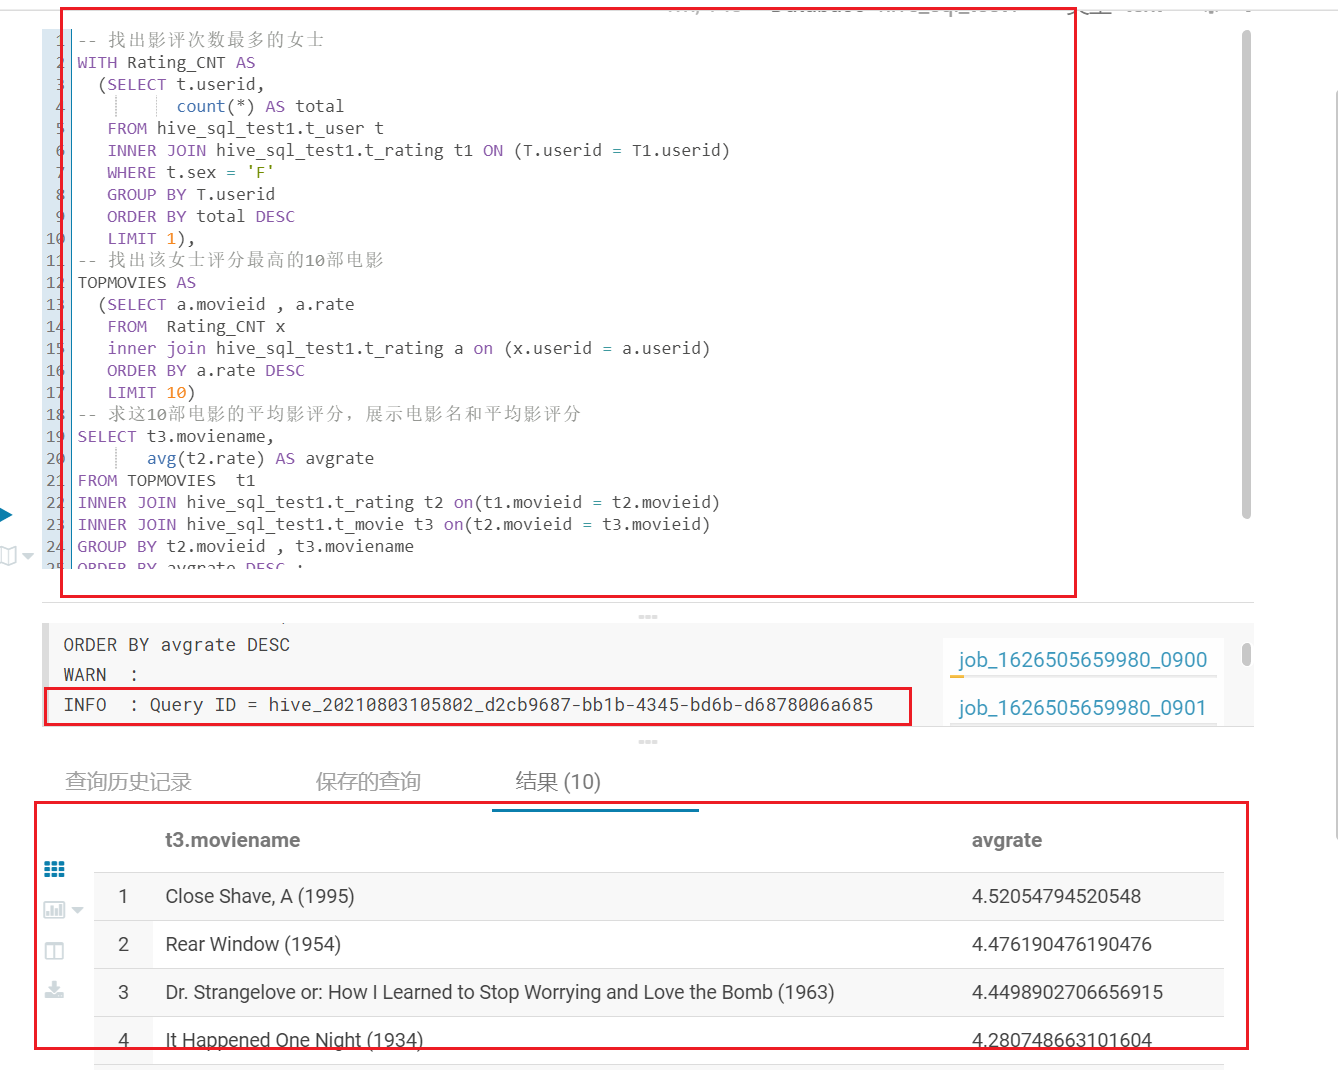 1 -- 找出影评次数最多的女士
2 WITH Rating_CNT AS
3 (SELECT t.userid,
4 count(*) AS total
5 FROM hive_sql_test1.t_user t
6 INNER JOIN hive_sql_test1.t_rating t1 ON (T.userid = T1.userid)
7 WHERE t.sex = 'F'
8 GROUP BY T.userid
9 ORDER BY total DESC
10 LIMIT 1),
11 -- 找出该女士评分最高的10部电影
12 TOPMOVIES AS
13 (SELECT a.movieid , a.rate
14 FROM  Rating_CNT x
15 inner join hive_sql_test1.t_rating a on (x.userid = a.userid)
16 ORDER BY a.rate DESC
17 LIMIT 10)
18 -- 求这10部电影的平均影评分，展示电影名和平均影评分
19 SELECT t3.moviename,
20 avg(t2.rate) AS avgrate
21 FROM TOPMOVIES  t1
22 INNER JOIN hive_sql_test1.t_rating t2 on(t1.movieid = t2.movieid)
23 INNER JOIN hive_sql_test1.t_movie t3 on(t2.movieid = t3.movieid)
24 GROUP BY t2.movieid , t3.moviename
25 ORDER BY avgrate DESC ;
ORDER BY avgrate DESC
WARN  :
INFO  : Query ID = hive_20210803105802_d2cb9687-bb1b-4345-bd6b-d6878006a685
job_1626505659980_0900
job_1626505659980_0901
查询历史记录 保存的查询 结果 (10)
t3.moviename avgrate
1 Close Shave, A (1995) 4.52054794520548
2 Rear Window (1954) 4.476190476190476
3 Dr. Strangelove or: How I Learned to Stop Worrying and Love the Bomb (1963) 4.4498902706656915
4 It Happened One Night (1934) 4.280748663101604